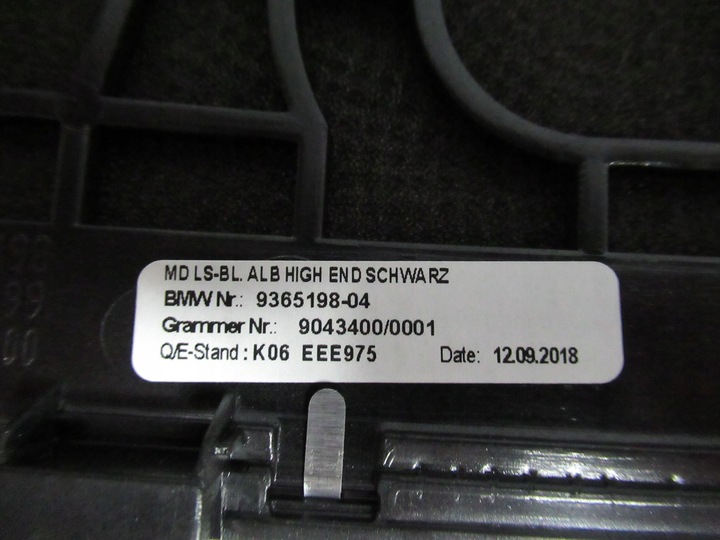 MD LS-BL. ALB HIGH END SCHWARZ
BMW Nr.: 9365198-04
Grammer Nr.: 9043400/0001
Q/E-Stand : K06 EEE975 Date: 12.09.2018